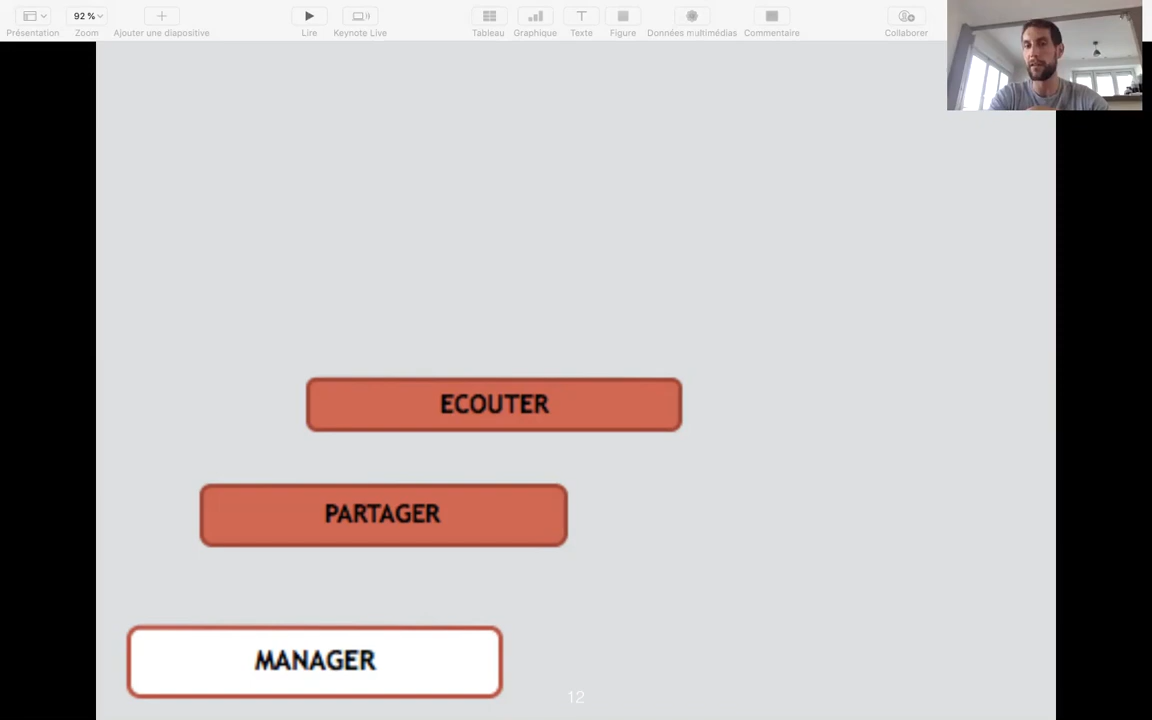 92 %
Présentation
Zoom
Ajouter une diapositive
Lire
Keynote Live
Tableau
Graphique
Texte
Figure
Données multimédias
Commentaire
Collaborer
ECOUTER
PARTAGER
MANAGER
12